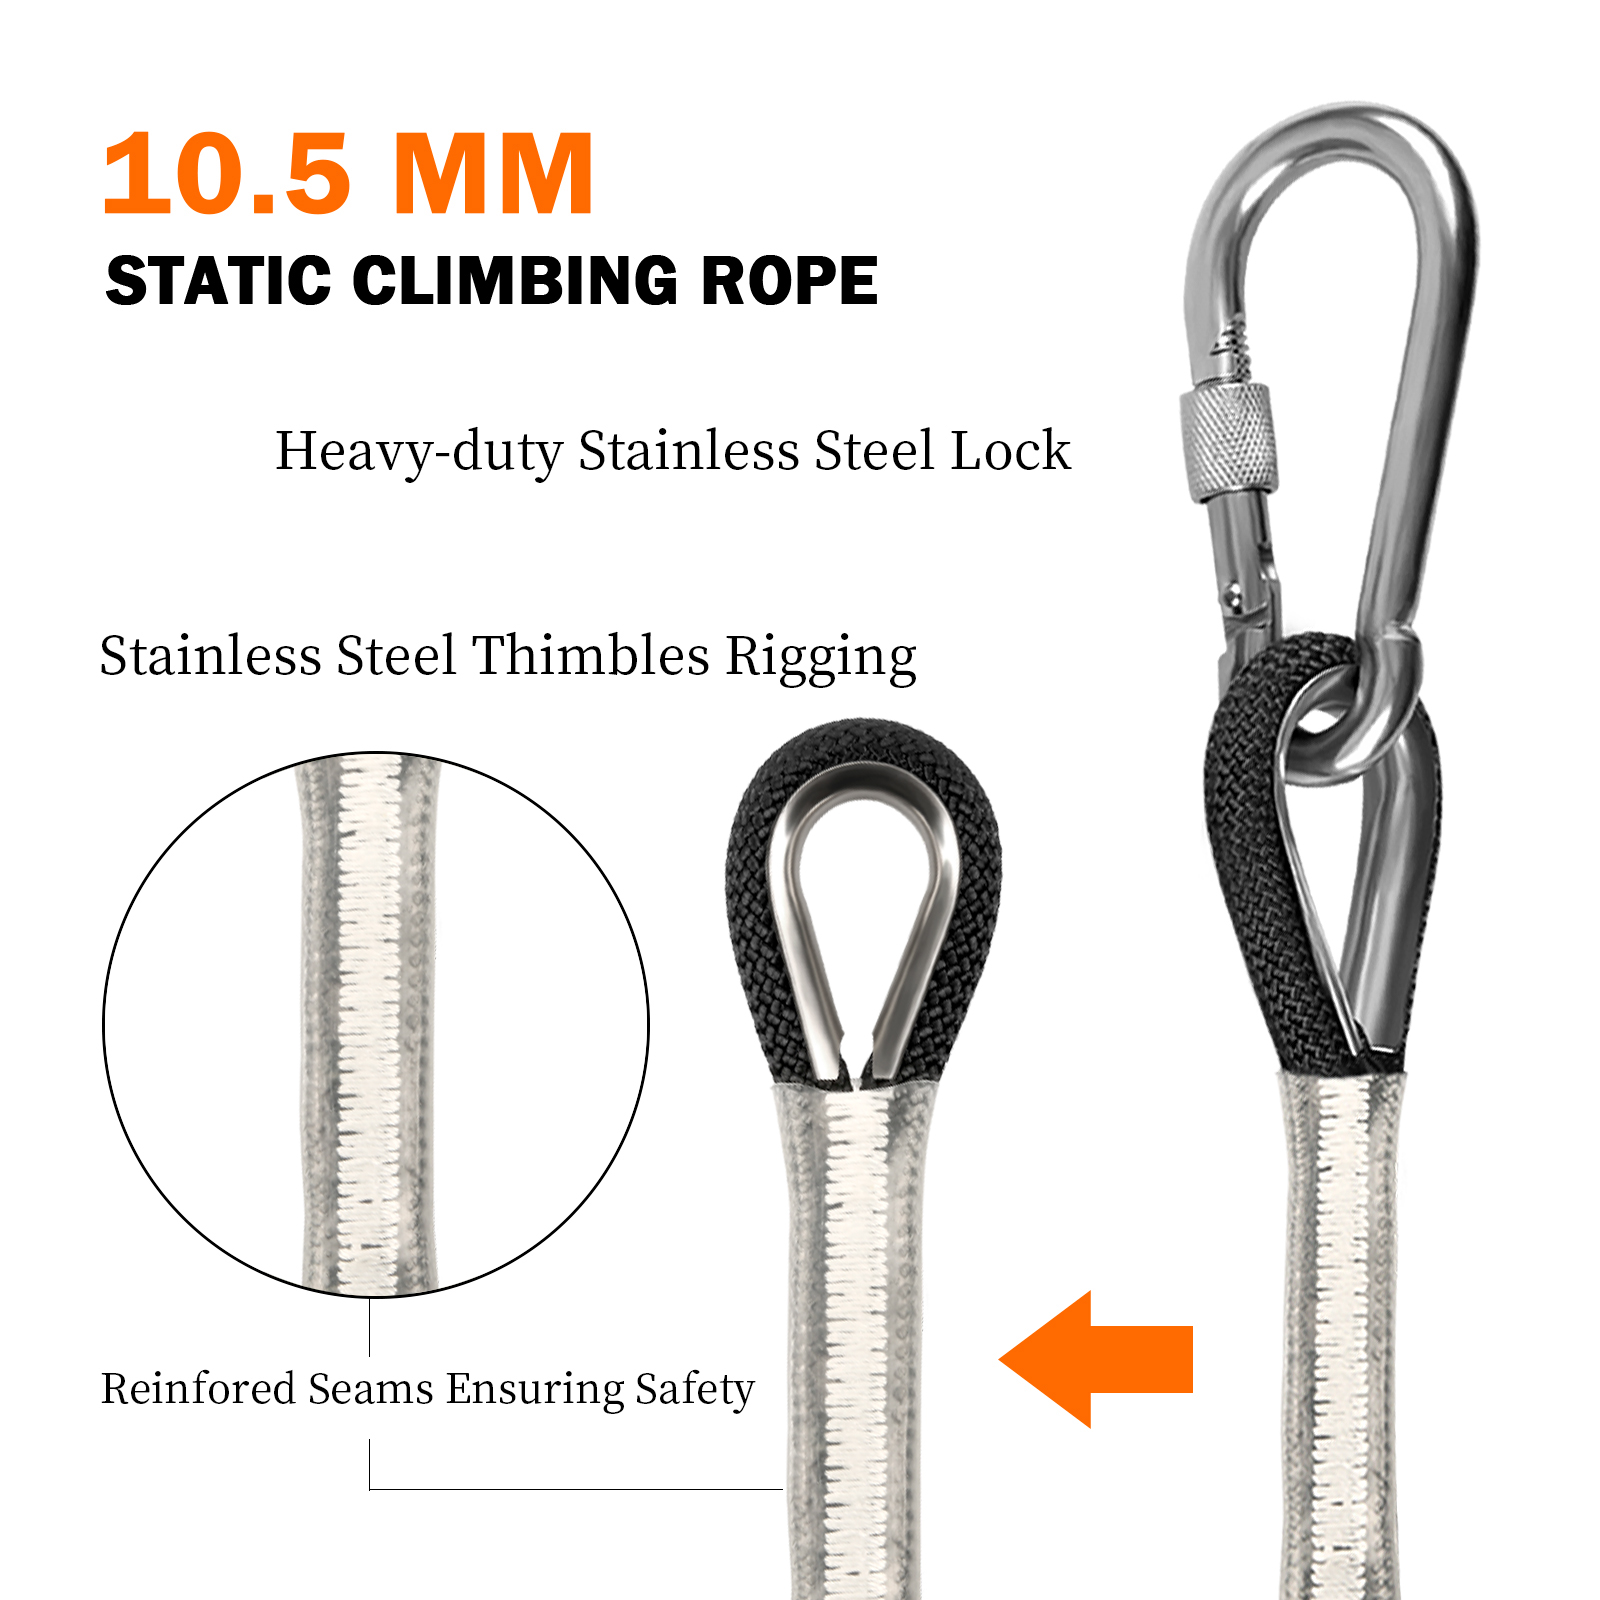 10.5 MM
STATIC CLIMBING ROPE
Heavy-duty Stainless Steel Lock
Stainless Steel Thimbles Rigging
Reinfored Seams Ensuring Safety